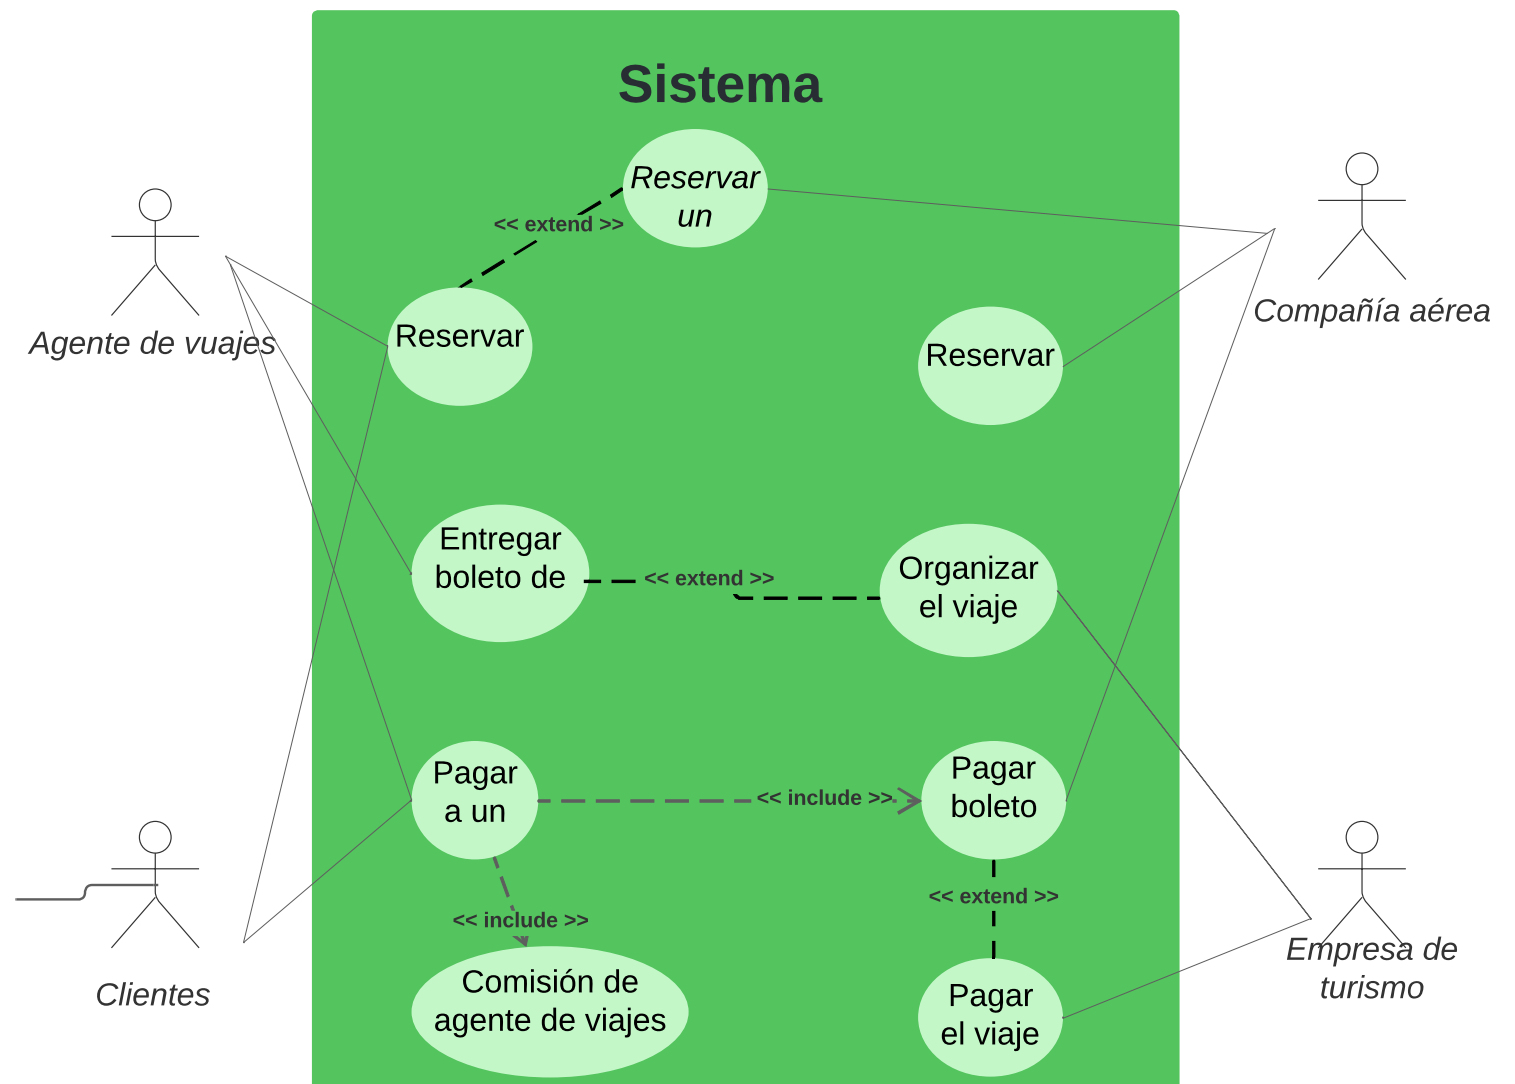 Sistema
Reservar
un
<< extend >>
Agente de vuajes
Reservar
Compañía aérea
Reservar
Entregar
boleto de
<< extend >>
Organizar
el viaje
Pagar
a un
<< include >>
Pagar
boleto
<< extend >>
<< include >>
Clientes
Comisión de
agente de viajes
Pagar
el viaje
Empresa de
turismo